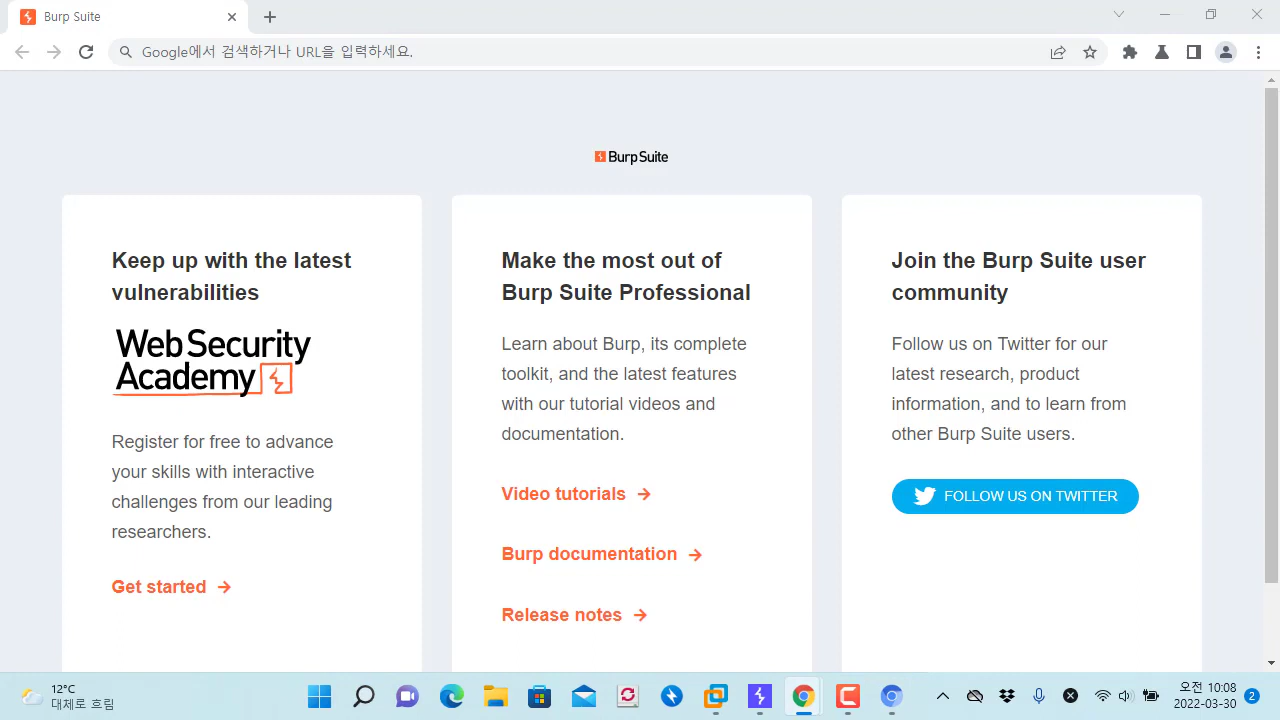 Burp Suite
Google에서 검색하거나 URL을 입력하세요.
Burp Suite
Keep up with the latest
vulnerabilities
Web Security
Academy
Register for free to advance
your skills with interactive
challenges from our leading
researchers.
Get started
Make the most out of
Burp Suite Professional
Learn about Burp, its complete
toolkit, and the latest features
with our tutorial videos and
documentation.
Video tutorials
Burp documentation
Release notes
Join the Burp Suite user
community
Follow us on Twitter for our
latest research, product
information, and to learn from
other Burp Suite users.
FOLLOW US ON TWITTER
12°C
대체로 흐림
오전 10:08
2022-03-30
2